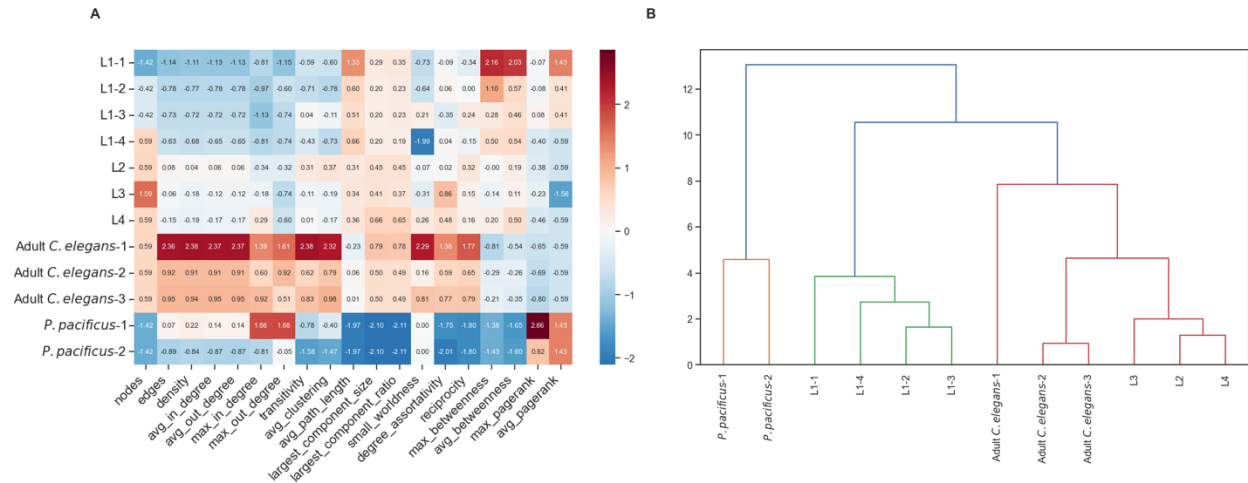 A
L1-1 -1.42 -1.14 -1.11 -1.13 -1.13 -0.81 -1.15 -0.59 -0.60 1.33 0.29 0.35 -0.73 -0.09 -0.34 2.16 2.03 -0.07 1.43
L1-2 -0.42 -0.78 -0.77 -0.78 -0.78 -0.97 -0.60 -0.71 -0.78 0.60 0.20 0.23 -0.64 0.06 0.00 1.10 0.57 -0.08 0.41
L1-3 -0.42 -0.73 -0.72 -0.72 -0.72 -1.13 -0.74 0.04 -0.11 0.51 0.20 0.23 0.21 -0.35 0.24 0.28 0.46 0.08 0.41
L1-4 0.59 -0.63 -0.68 -0.65 -0.65 -0.81 -0.74 -0.43 -0.73 0.66 0.20 0.19 -1.99 0.04 -0.15 0.50 0.54 -0.40 -0.59
L2 0.59 0.08 0.04 0.06 0.06 -0.34 -0.32 0.31 0.37 0.31 0.45 0.45 -0.07 0.02 0.32 -0.00 0.19 -0.38 -0.59
L3 1.59 -0.06 -0.18 -0.12 -0.12 -0.18 -0.74 -0.11 -0.19 0.34 0.41 0.37 -0.31 0.86 0.15 -0.14 0.11 -0.23 -1.56
L4 0.59 -0.15 -0.19 -0.17 -0.17 0.29 -0.60 0.01 -0.17 0.36 0.66 0.65 0.26 0.48 0.16 0.20 0.50 -0.46 -0.59
Adult C. elegans-1 0.59 2.36 2.38 2.37 2.37 1.39 1.61 2.38 2.32 -0.23 0.79 0.78 2.29 1.38 1.77 -0.81 -0.54 -0.65 -0.59
Adult C. elegans-2 0.59 0.92 0.91 0.91 0.91 0.60 0.92 0.62 0.79 0.06 0.50 0.49 0.16 0.59 0.65 -0.29 -0.26 -0.69 -0.59
Adult C. elegans-3 0.59 0.95 0.94 0.95 0.95 0.92 0.51 0.83 0.98 0.01 0.50 0.49 0.81 0.77 0.79 -0.21 -0.35 -0.80 -0.59
P. pacificus-1 -1.42 0.07 0.22 0.14 0.14 1.86 1.88 -0.78 -0.40 -1.97 -2.10 -2.11 0.00 -1.75 -1.80 -1.38 -1.65 2.86 1.43
P. pacificus-2 -1.42 -0.89 -0.84 -0.87 -0.87 -0.81 -0.05 -1.58 -1.47 -1.97 -2.10 -2.11 0.00 -2.01 -1.80 -1.43 -1.60 0.82 1.43
nodes
edges
density
avg_in_degree
avg_out_degree
max_in_degree
max_out_degree
transitivity
avg_clustering
avg_path_length
largest_component_size
largest_component_ratio
small_worldness
degree_assortativity
reciprocity
max_betweenness
avg_betweenness
max_pagerank
avg_pagerank
2
1
0
−1
−2
B
12
10
8
6
4
2
0
P. pacificus-1
P. pacificus-2
L1-1
L1-4
L1-2
L1-3
Adult C. elegans-1
Adult C. elegans-2
Adult C. elegans-3
L3
L2
L4